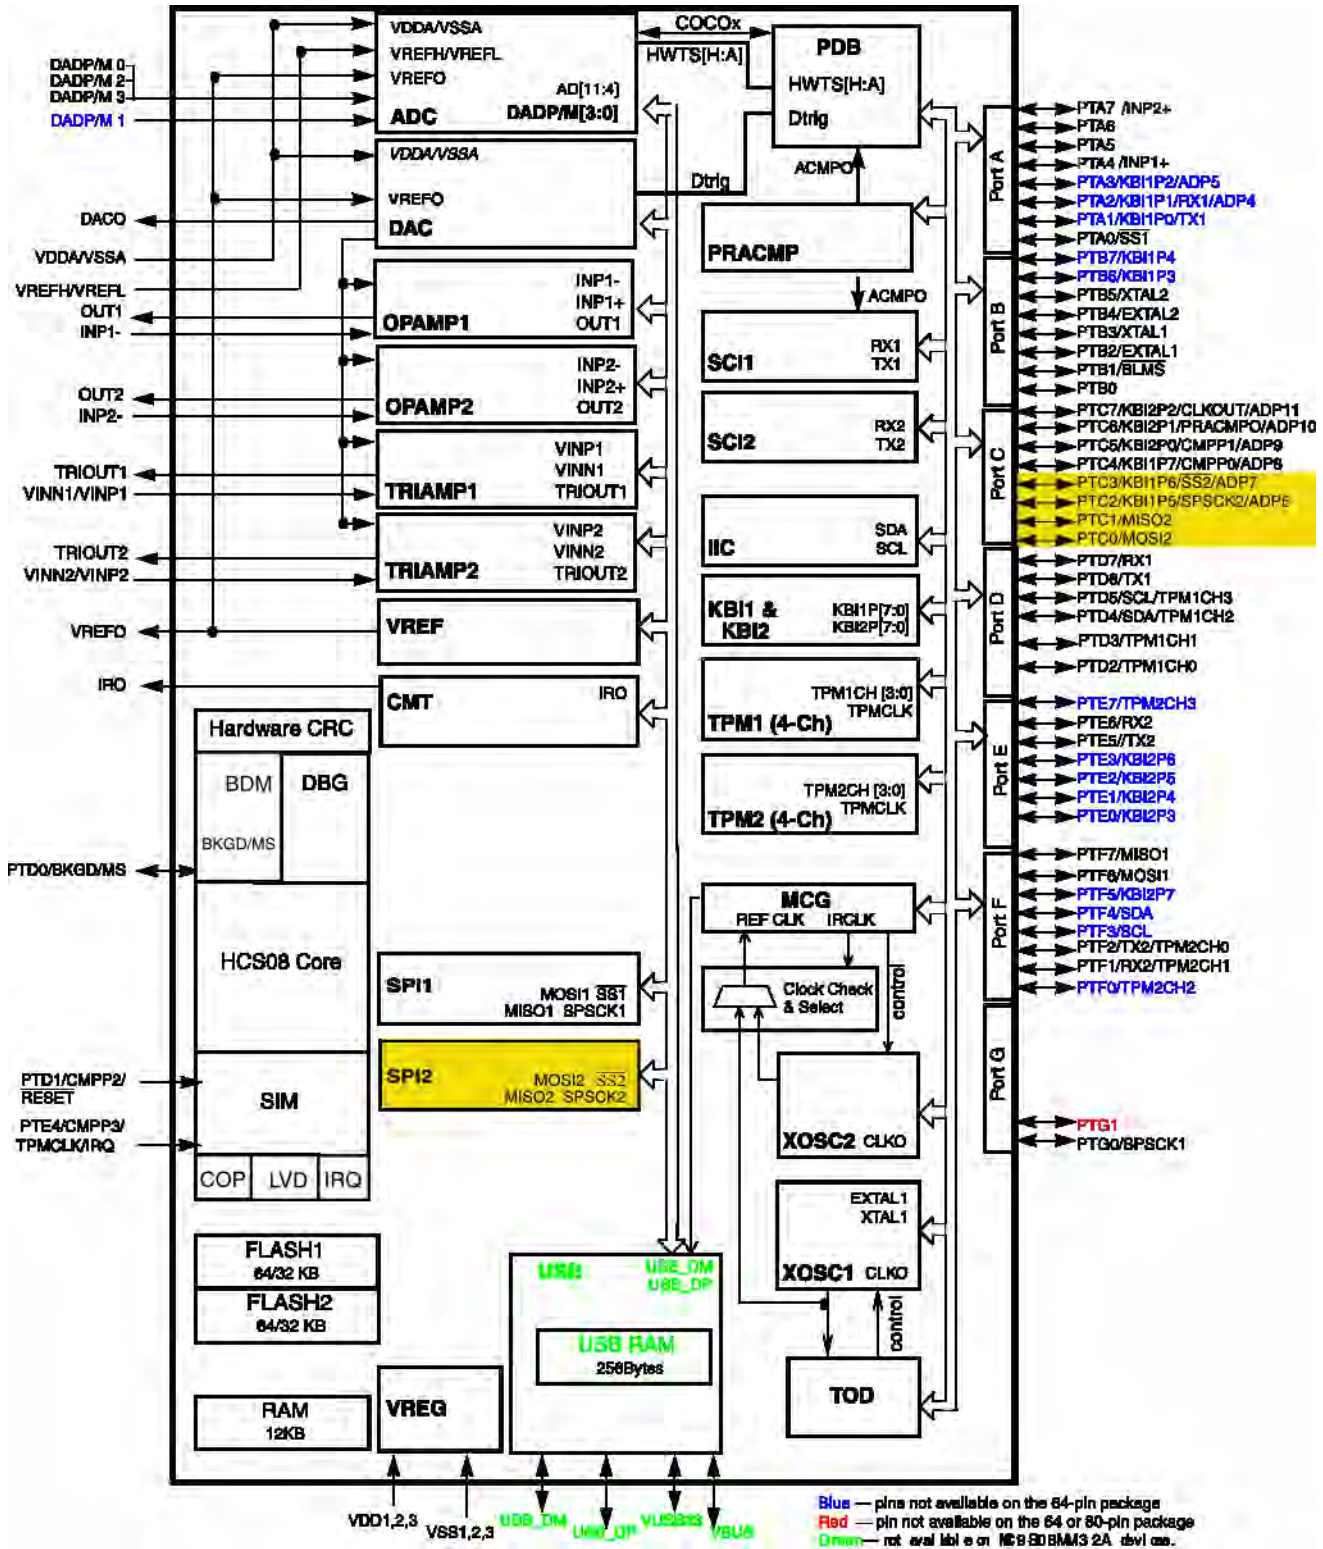 VDDA/VSSA
VREFH/VREFL
VREFO
AD[11:4]
DADP/M[3:0]
ADC
DADP/M 0
DADP/M 2
DADP/M 3
DADP/M 1
COCOx
HWTS[H:A]
PDB
HWTS[H:A]
Dtrig
ACMPO
Dtrig
VDDA/VSSA
VREFO
DAC
DACO
VDDA/VSSA
VREFH/VREFL
OUT1
INP1-
INP1-
INP1+
OUT1
OPAMP1
OUT2
INP2-
INP2-
INP2+
OUT2
OPAMP2
TRIOUT1
VINN1/VINP1
VINP1
VINN1
TRIOUT1
TRIAMP1
TRIOUT2
VINN2/VINP2
VINP2
VINN2
TRIOUT2
TRIAMP2
VREFO
VREF
IRO
IRO
CMT
Hardware CRC
BDM
DBG
BKGD/MS
PTD0/BKGD/MS
HCS08 Core
PTD1/CMPP2/
RESET
PTE4/CMPP3/
TPMCLK/IRQ
SIM
COP
LVD
IRQ
FLASH1
64/32 KB
FLASH2
64/32 KB
RAM
12KB
SPI1
MOSI1 SS1
MISO1 SPSCK1
SPI2
MOSI2 SS2
MISO2 SPSCK2
VREG
VDD1,2,3
VSS1,2,3
USB
USB_DM
USB_DP
USB RAM
256Bytes
USB_DM
USB_DP
VUSB33
VBUS
PRACMP
ACMPO
SCI1
RX1
TX1
SCI2
RX2
TX2
IIC
SDA
SCL
KBI1 &
KBI2
KBI1P[7:0]
KBI2P[7:0]
TPM1CH [3:0]
TPMCLK
TPM1 (4-Ch)
TPM2CH [3:0]
TPMCLK
TPM2 (4-Ch)
MCG
REF CLK IRCLK
Clock Check
& Select
control
XOSC2 CLKO
EXTAL1
XTAL1
XOSC1 CLKO
control
TOD
Port A
PTA7 /INP2+
PTA6
PTA5
PTA4 /INP1+
PTA3/KBI1P2/ADP5
PTA2/KBI1P1/RX1/ADP4
PTA1/KBI1P0/TX1
PTA0/SS1
Port B
PTB7/KBI1P4
PTB6/KBI1P3
PTB5/XTAL2
PTB4/EXTAL2
PTB3/XTAL1
PTB2/EXTAL1
PTB1/BLMS
PTB0
Port C
PTC7/KBI2P2/CLKOUT/ADP11
PTC6/KBI2P1/PRACMPO/ADP10
PTC5/KBI2P0/CMPP1/ADP9
PTC4/KBI1P7/CMPP0/ADP8
PTC3/KBI1P6/SS2/ADP7
PTC2/KBI1P5/SPSCK2/ADP6
PTC1/MISO2
PTC0/MOSI2
Port D
PTD7/RX1
PTD6/TX1
PTD5/SCL/TPM1CH3
PTD4/SDA/TPM1CH2
PTD3/TPM1CH1
PTD2/TPM1CH0
Port E
PTE7/TPM2CH3
PTE6/RX2
PTE5//TX2
PTE3/KBI2P6
PTE2/KBI2P5
PTE1/KBI2P4
PTE0/KBI2P3
Port F
PTF7/MISO1
PTF6/MOSI1
PTF5/KBI2P7
PTF4/SDA
PTF3/SCL
PTF2/TX2/TPM2CH0
PTF1/RX2/TPM2CH1
PTF0/TPM2CH2
Port G
PTG1
PTG0/SPSCK1
Blue — pins not available on the 64-pin package
Red — pin not available on the 64 or 80-pin package
Green — not available on MC9S08MM32A devices.